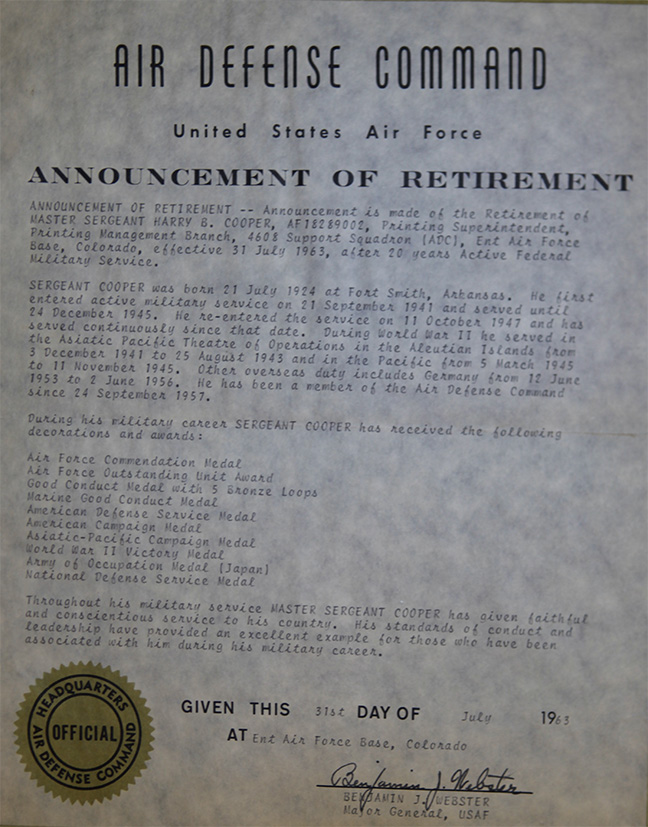 AIR DEFENSE COMMAND
United States Air Force
ANNOUNCEMENT OF RETIREMENT
ANNOUNCEMENT OF RETIREMENT -- Announcement is made of the Retirement of
MASTER SERGEANT HARRY B. COOPER, AF18289002, Printing Superintendent,
Printing Management Branch, 4608 Support Squadron (ADC), Ent Air Force
Base, Colorado, effective 31 July 1963, after 20 years Active Federal
Military Service.
SERGEANT COOPER was born 21 July 1924 at Fort Smith, Arkansas. He first
entered active military service on 21 September 1941 and served until
24 December 1945. He re-entered the service on 11 October 1947 and has
served continuously since that date. During World War II he served in
the Asiatic Pacific Theatre of Operations in the Aleutian Islands from
3 December 1941 to 25 August 1943 and in the Pacific from 5 March 1945
to 11 November 1945. Other overseas duty includes Germany from 12 June
1953 to 2 June 1956. He has been a member of the Air Defense Command
since 24 September 1957.
During his military career SERGEANT COOPER has received the following
decorations and awards:
Air Force Commendation Medal
Air Force Outstanding Unit Award
Good Conduct Medal with 5 Bronze Loops
Marine Good Conduct Medal
American Defense Service Medal
American Campaign Medal
Asiatic-Pacific Campaign Medal
World War II Victory Medal
Army of Occupation Medal (Japan)
National Defense Service Medal
Throughout his military service MASTER SERGEANT COOPER has given faithful
and conscientious service to his country. His standards of conduct and
leadership have provided an excellent example for those who have been
associated with him during his military career.
HEADQUARTERS
OFFICIAL
AIR DEFENSE COMMAND
GIVEN THIS 31st DAY OF July 1963
AT Ent Air Force Base, Colorado
Benjamin J. Webster
BENJAMIN J. WEBSTER
Major General, USAF